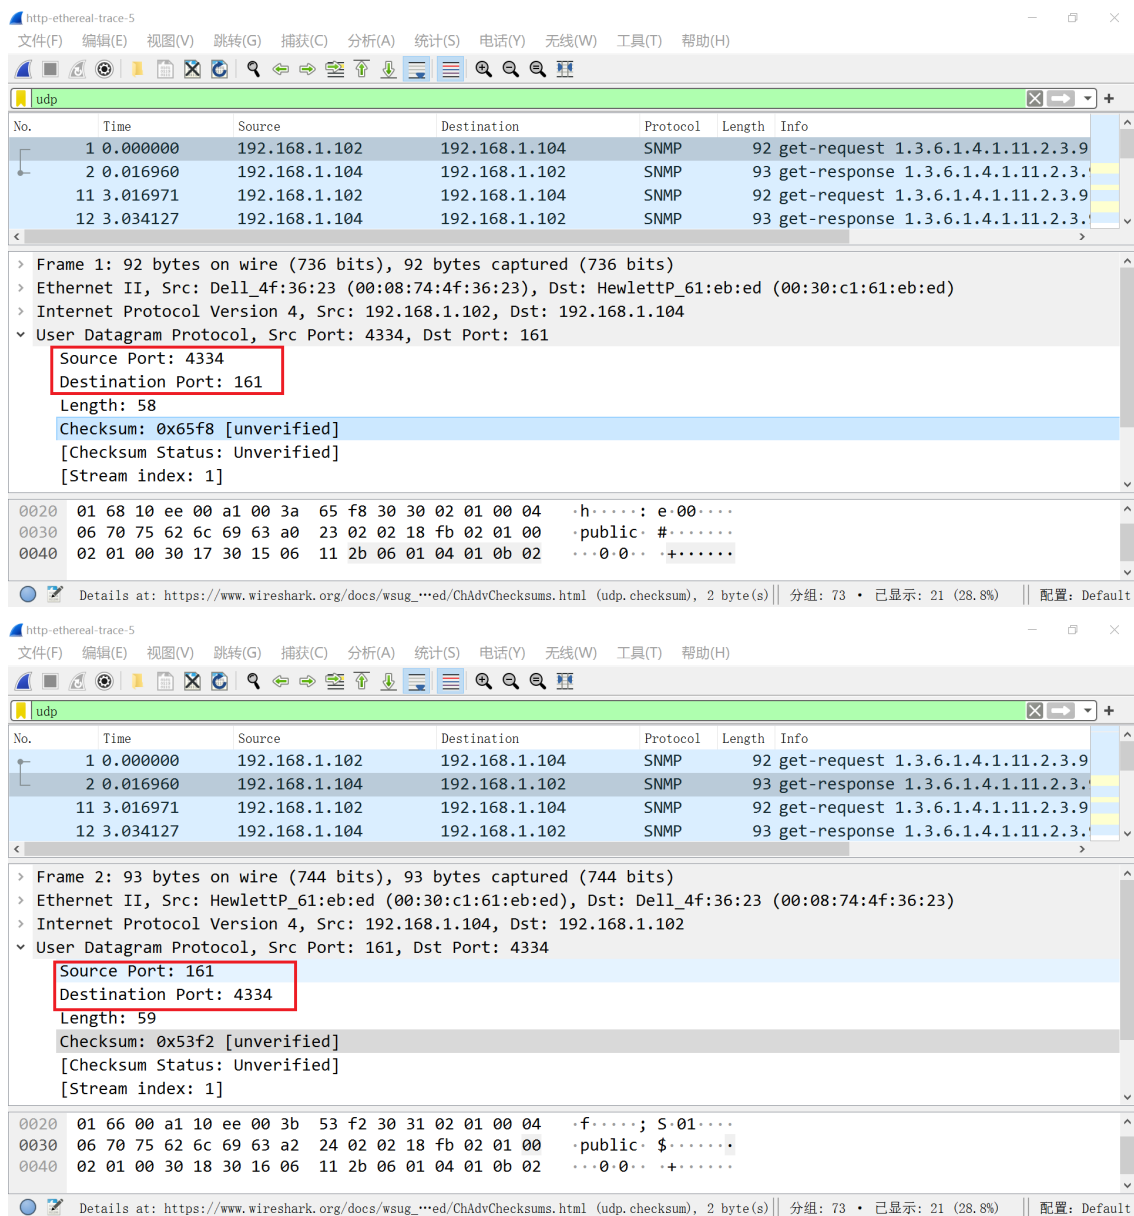 http-ethereal-trace-5
文件(F) 编辑(E) 视图(V) 跳转(G) 捕获(C) 分析(A) 统计(S) 电话(Y) 无线(W) 工具(T) 帮助(H)
udp
No. Time Source Destination Protocol Length Info
1 0.000000 192.168.1.102 192.168.1.104 SNMP 92 get-request 1.3.6.1.4.1.11.2.3.9
2 0.016960 192.168.1.104 192.168.1.102 SNMP 93 get-response 1.3.6.1.4.1.11.2.3.
11 3.016971 192.168.1.102 192.168.1.104 SNMP 92 get-request 1.3.6.1.4.1.11.2.3.9
12 3.034127 192.168.1.104 192.168.1.102 SNMP 93 get-response 1.3.6.1.4.1.11.2.3.
Frame 1: 92 bytes on wire (736 bits), 92 bytes captured (736 bits)
Ethernet II, Src: Dell_4f:36:23 (00:08:74:4f:36:23), Dst: HewlettP_61:eb:ed (00:30:c1:61:eb:ed)
Internet Protocol Version 4, Src: 192.168.1.102, Dst: 192.168.1.104
User Datagram Protocol, Src Port: 4334, Dst Port: 161
Source Port: 4334
Destination Port: 161
Length: 58
Checksum: 0x65f8 [unverified]
[Checksum Status: Unverified]
[Stream index: 1]
0020 01 68 10 ee 00 a1 00 3a 65 f8 30 30 02 01 00 04 ·h·····: e·00····
0030 06 70 75 62 6c 69 63 a0 23 02 02 18 fb 02 01 00 ·public· #·······
0040 02 01 00 30 17 30 15 06 11 2b 06 01 04 01 0b 02 ···0·0·· ·+······
Details at: https://www.wireshark.org/docs/wsug_…ed/ChAdvChecksums.html (udp.checksum), 2 byte(s) 分组: 73 · 已显示: 21 (28.8%) 配置: Default
http-ethereal-trace-5
文件(F) 编辑(E) 视图(V) 跳转(G) 捕获(C) 分析(A) 统计(S) 电话(Y) 无线(W) 工具(T) 帮助(H)
udp
No. Time Source Destination Protocol Length Info
1 0.000000 192.168.1.102 192.168.1.104 SNMP 92 get-request 1.3.6.1.4.1.11.2.3.9
2 0.016960 192.168.1.104 192.168.1.102 SNMP 93 get-response 1.3.6.1.4.1.11.2.3.
11 3.016971 192.168.1.102 192.168.1.104 SNMP 92 get-request 1.3.6.1.4.1.11.2.3.9
12 3.034127 192.168.1.104 192.168.1.102 SNMP 93 get-response 1.3.6.1.4.1.11.2.3.
Frame 2: 93 bytes on wire (744 bits), 93 bytes captured (744 bits)
Ethernet II, Src: HewlettP_61:eb:ed (00:30:c1:61:eb:ed), Dst: Dell_4f:36:23 (00:08:74:4f:36:23)
Internet Protocol Version 4, Src: 192.168.1.104, Dst: 192.168.1.102
User Datagram Protocol, Src Port: 161, Dst Port: 4334
Source Port: 161
Destination Port: 4334
Length: 59
Checksum: 0x53f2 [unverified]
[Checksum Status: Unverified]
[Stream index: 1]
0020 01 66 00 a1 10 ee 00 3b 53 f2 30 31 02 01 00 04 ·f·····; S·01····
0030 06 70 75 62 6c 69 63 a2 24 02 02 18 fb 02 01 00 ·public· $·······
0040 02 01 00 30 18 30 16 06 11 2b 06 01 04 01 0b 02 ···0·0·· ·+······
Details at: https://www.wireshark.org/docs/wsug_…ed/ChAdvChecksums.html (udp.checksum), 2 byte(s) 分组: 73 · 已显示: 21 (28.8%) 配置: Default